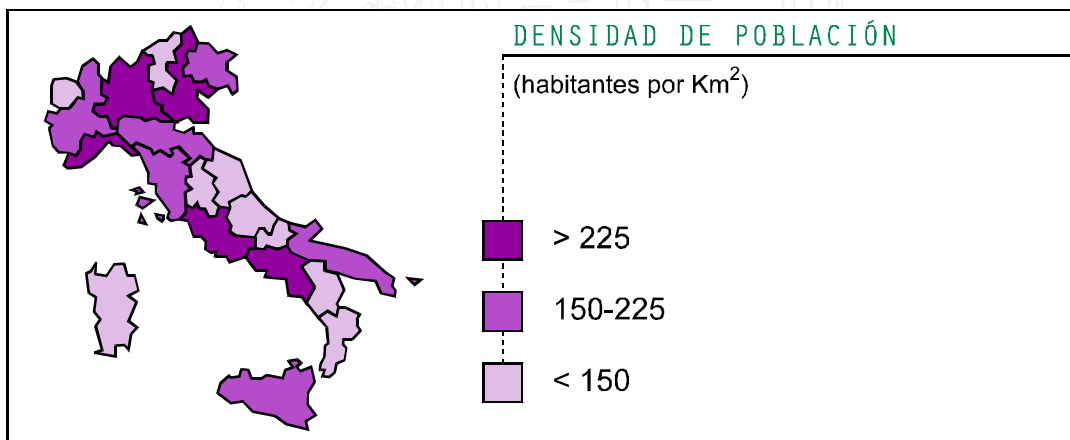 DENSIDAD DE POBLACIÓN
(habitantes por Km²)
> 225
150-225
< 150